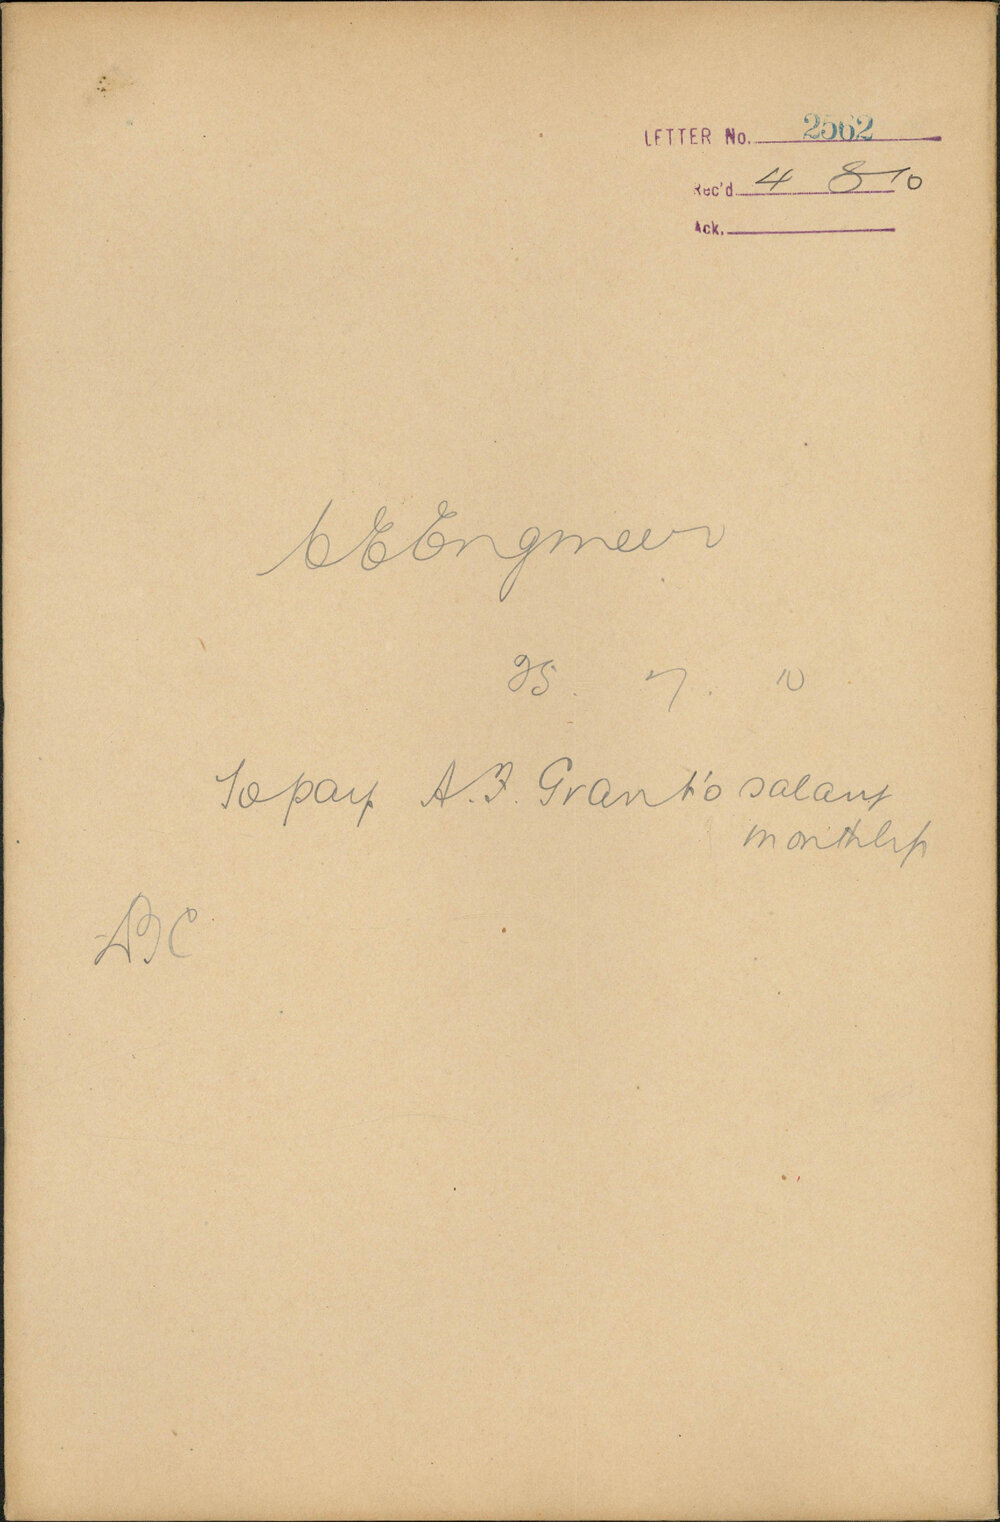 LETTER No. 2562
Rec'd 4 8 10
Ack.
C E Engineer
25. 7. 10
To pay A.F. Grant's salary
monthly